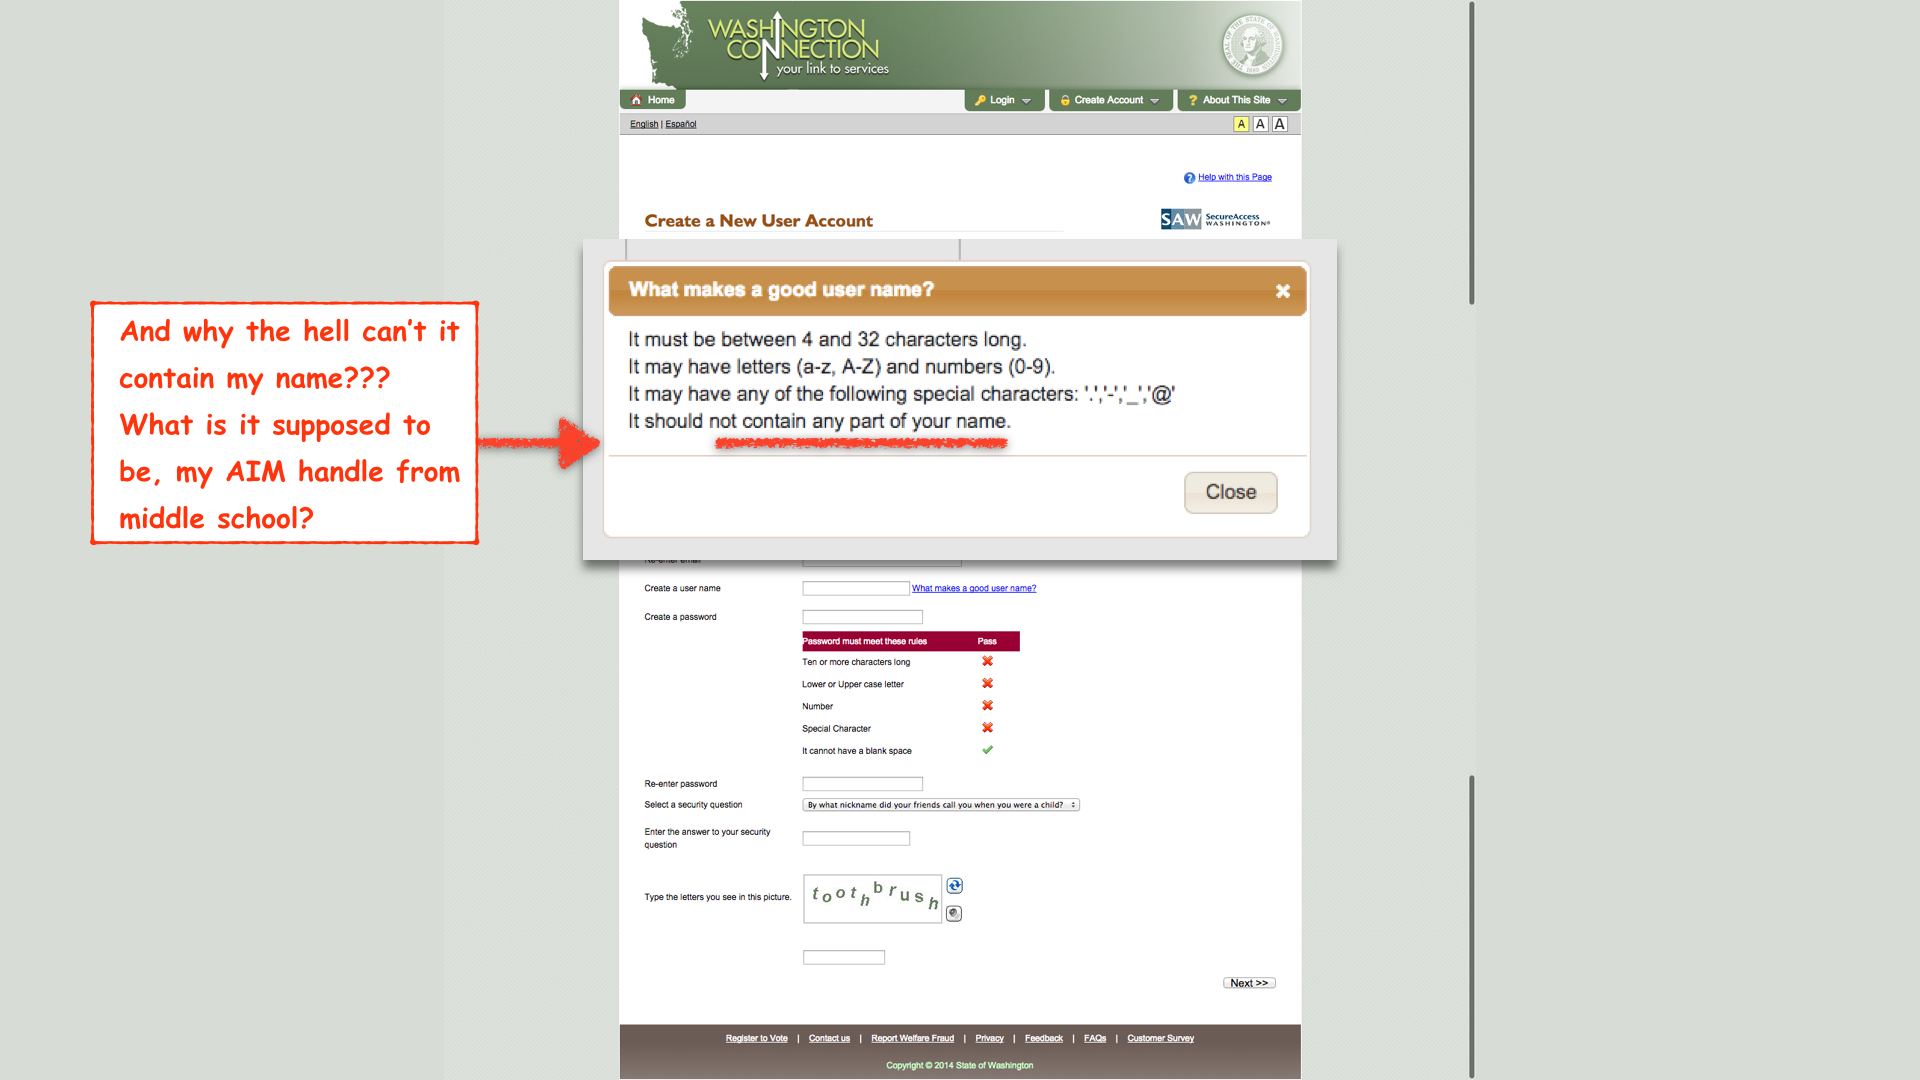 WASHINGTON
CONNECTION
your link to services
Home
Login
Create Account
? About This Site
English | Español
A A A
? Help with this Page
Create a New User Account
SAW SecureAccess
WASHINGTON®
What makes a good user name?
It must be between 4 and 32 characters long.
It may have letters (a-z, A-Z) and numbers (0-9).
It may have any of the following special characters: '.','-','_','@'
It should not contain any part of your name.
Close
And why the hell can't it
contain my name???
What is it supposed to
be, my AIM handle from
middle school?
Re-enter email
Create a user name What makes a good user name?
Create a password
Password must meet these rules Pass
Ten or more characters long
Lower or Upper case letter
Number
Special Character
It cannot have a blank space
Re-enter password
Select a security question By what nickname did your friends call you when you were a child?
Enter the answer to your security
question
Type the letters you see in this picture. toothbrush
Next >>
Register to Vote | Contact us | Report Welfare Fraud | Privacy | Feedback | FAQs | Customer Survey
Copyright © 2014 State of Washington